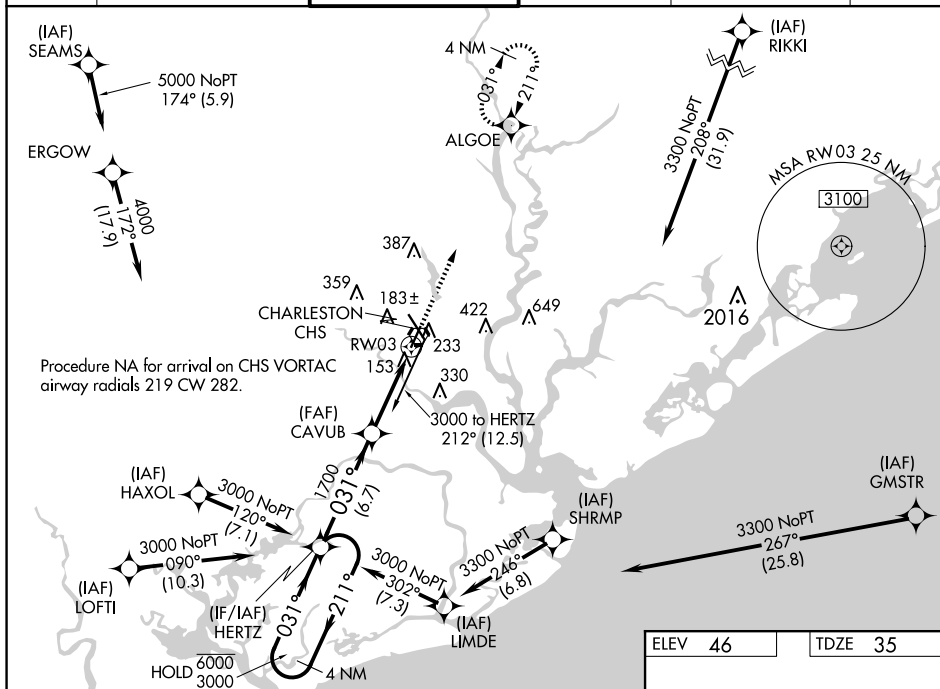 (IAF)
SEAMS
5000 NoPT
174° (5.9)
ERGOW
4000
172°
(17.9)
4 NM
031°
211°
ALGOE
(IAF)
RIKKI
3300 NoPT
208°
(31.9)
MSA RW03 25 NM
3100
387
359
183±
CHARLESTON
CHS
RW03
153
233
422
649
2016
330
Procedure NA for arrival on CHS VORTAC
airway radials 219 CW 282.
3000 to HERTZ
212° (12.5)
(FAF)
CAVUB
1700
031°
(6.7)
(IAF)
HAXOL
3000 NoPT
120°
(7.1)
(IAF)
LOFTI
3000 NoPT
090°
(10.3)
(IF/IAF)
HERTZ
031°
211°
HOLD 6000
3000
4 NM
3000 NoPT
302°
(7.3)
(IAF)
LIMDE
(IAF)
SHRMP
3300 NoPT
246°
(6.8)
(IAF)
GMSTR
3300 NoPT
267°
(25.8)
ELEV 46
TDZE 35